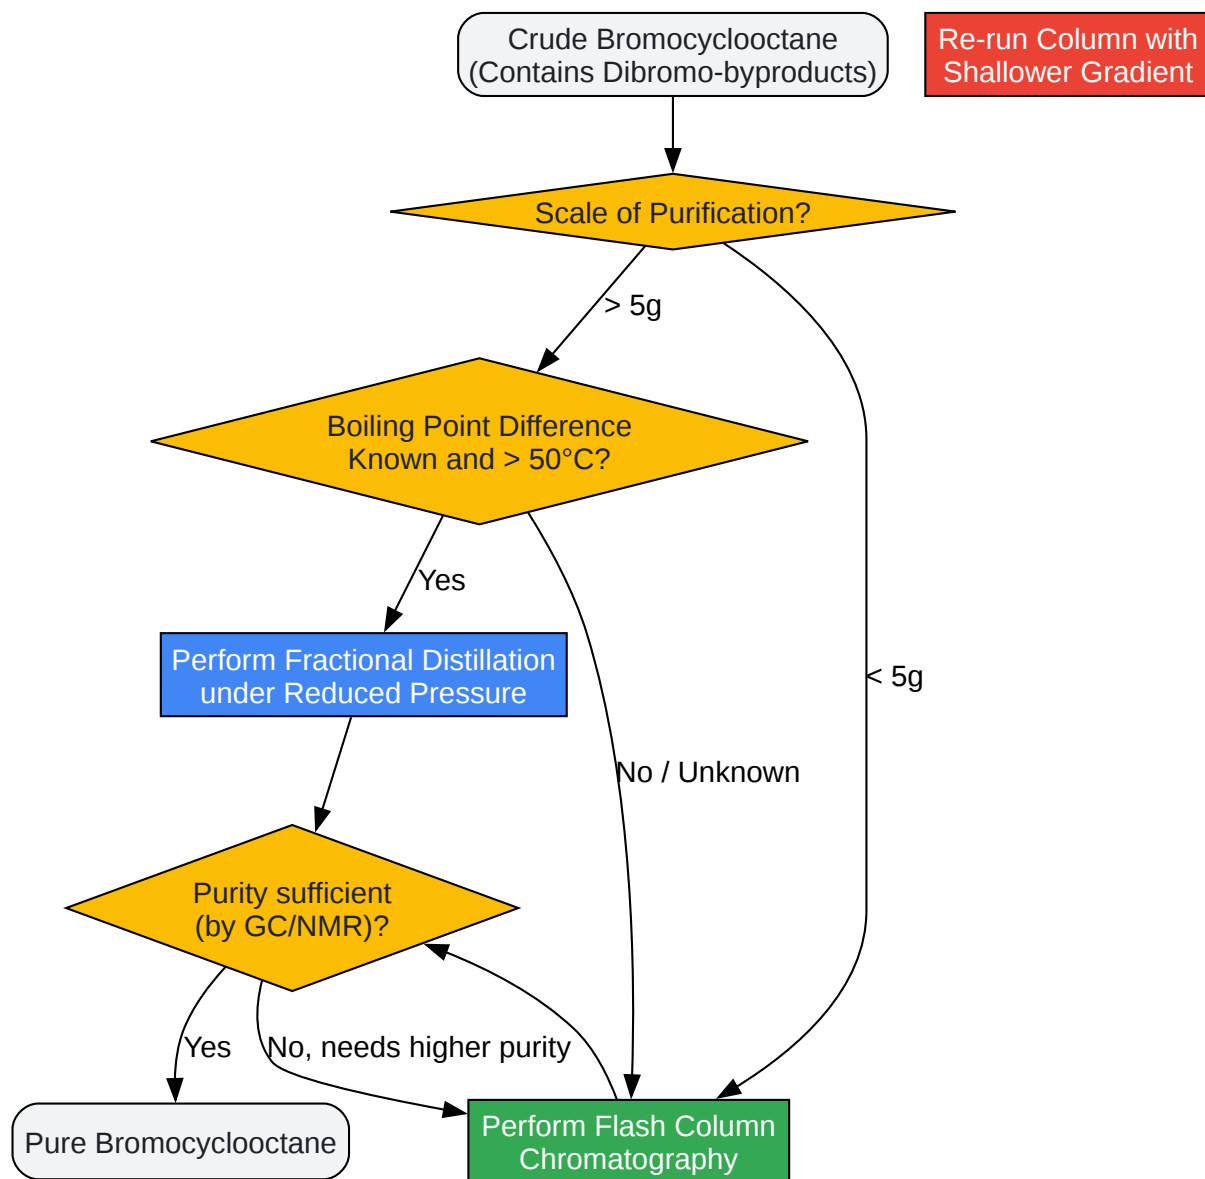 Crude Bromocyclooctane
(Contains Dibromo-byproducts)
Re-run Column with
Shallower Gradient
Scale of Purification?
> 5g
Boiling Point Difference
Known and > 50°C?
Yes
Perform Fractional Distillation
under Reduced Pressure
< 5g
No / Unknown
Purity sufficient
(by GC/NMR)?
Yes
No, needs higher purity
Pure Bromocyclooctane
Perform Flash Column
Chromatography